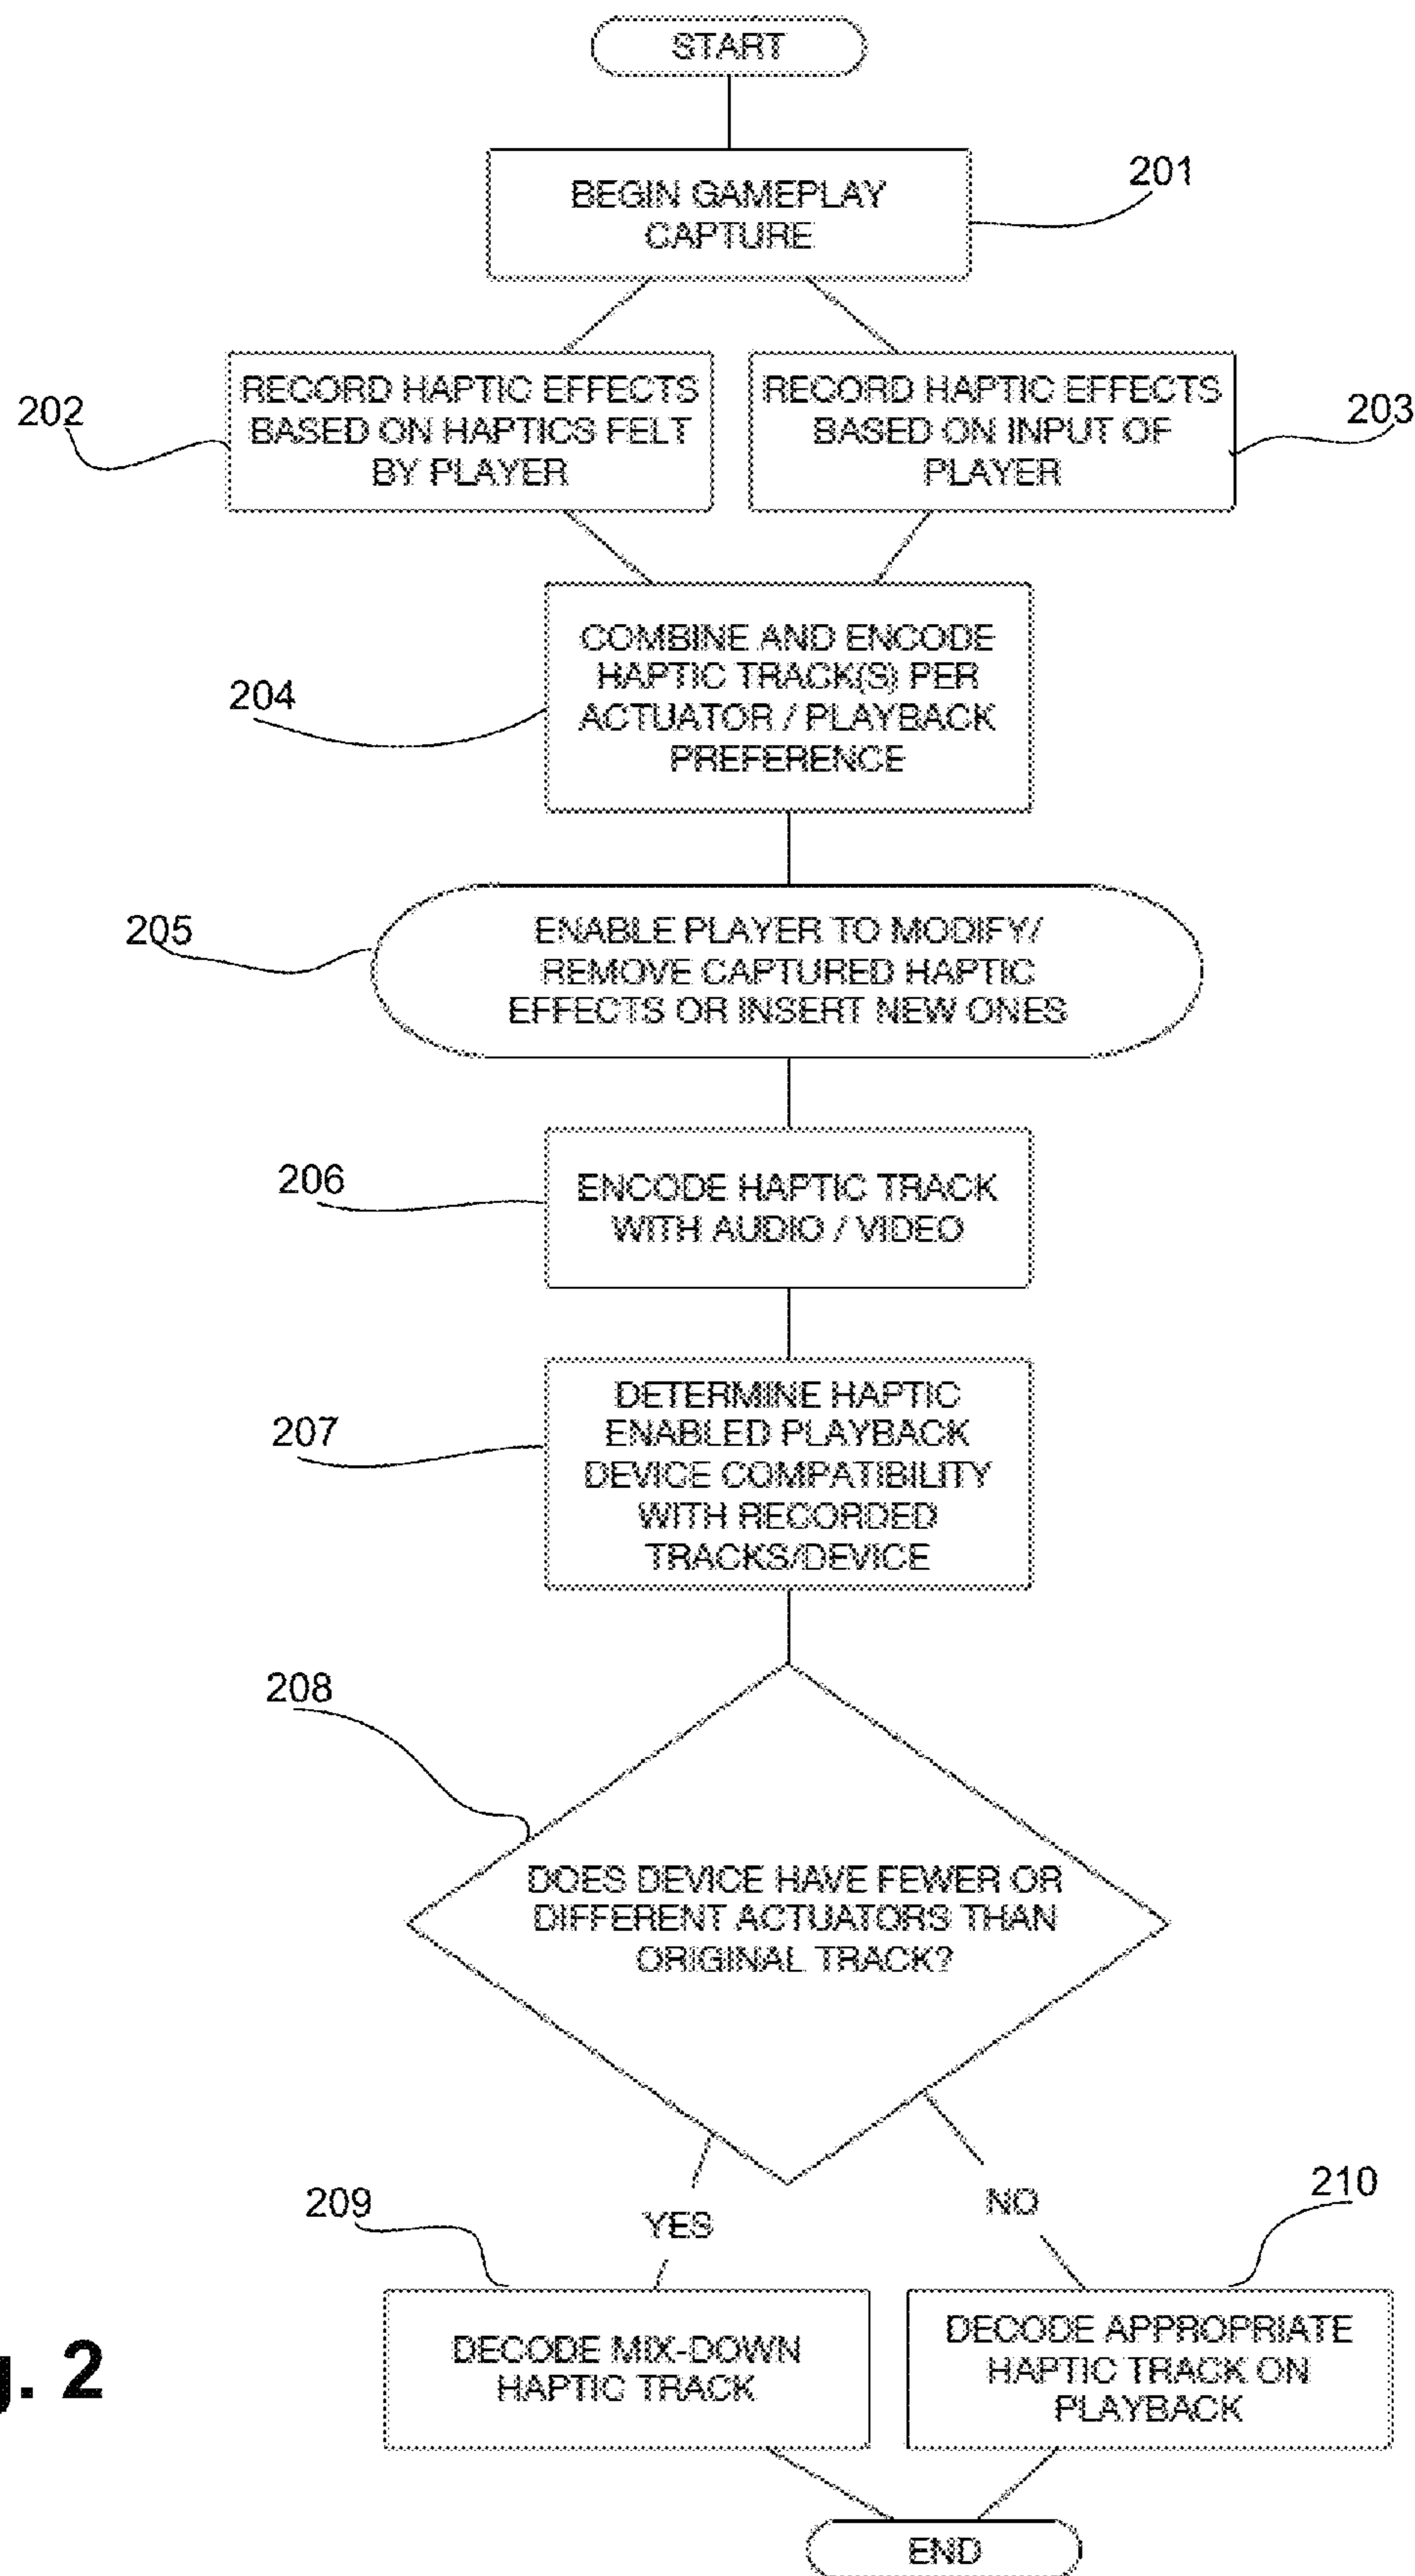 START
BEGIN GAMEPLAY
CAPTURE
201
202
RECORD HAPTIC EFFECTS
BASED ON HAPTICS FELT
BY PLAYER
RECORD HAPTIC EFFECTS
BASED ON INPUT OF
PLAYER
203
204
COMBINE AND ENCODE
HAPTIC TRACK(S) PER
ACTUATOR / PLAYBACK
PREFERENCE
205
ENABLE PLAYER TO MODIFY/
REMOVE CAPTURED HAPTIC
EFFECTS OR INSERT NEW ONES
206
ENCODE HAPTIC TRACK
WITH AUDIO / VIDEO
207
DETERMINE HAPTIC
ENABLED PLAYBACK
DEVICE COMPATIBILITY
WITH RECORDED
TRACKS/DEVICE
208
DOES DEVICE HAVE FEWER OR
DIFFERENT ACTUATORS THAN
ORIGINAL TRACK?
YES
NO
209
210
DECODE MIX-DOWN
HAPTIC TRACK
DECODE APPROPRIATE
HAPTIC TRACK ON
PLAYBACK
g. 2
END